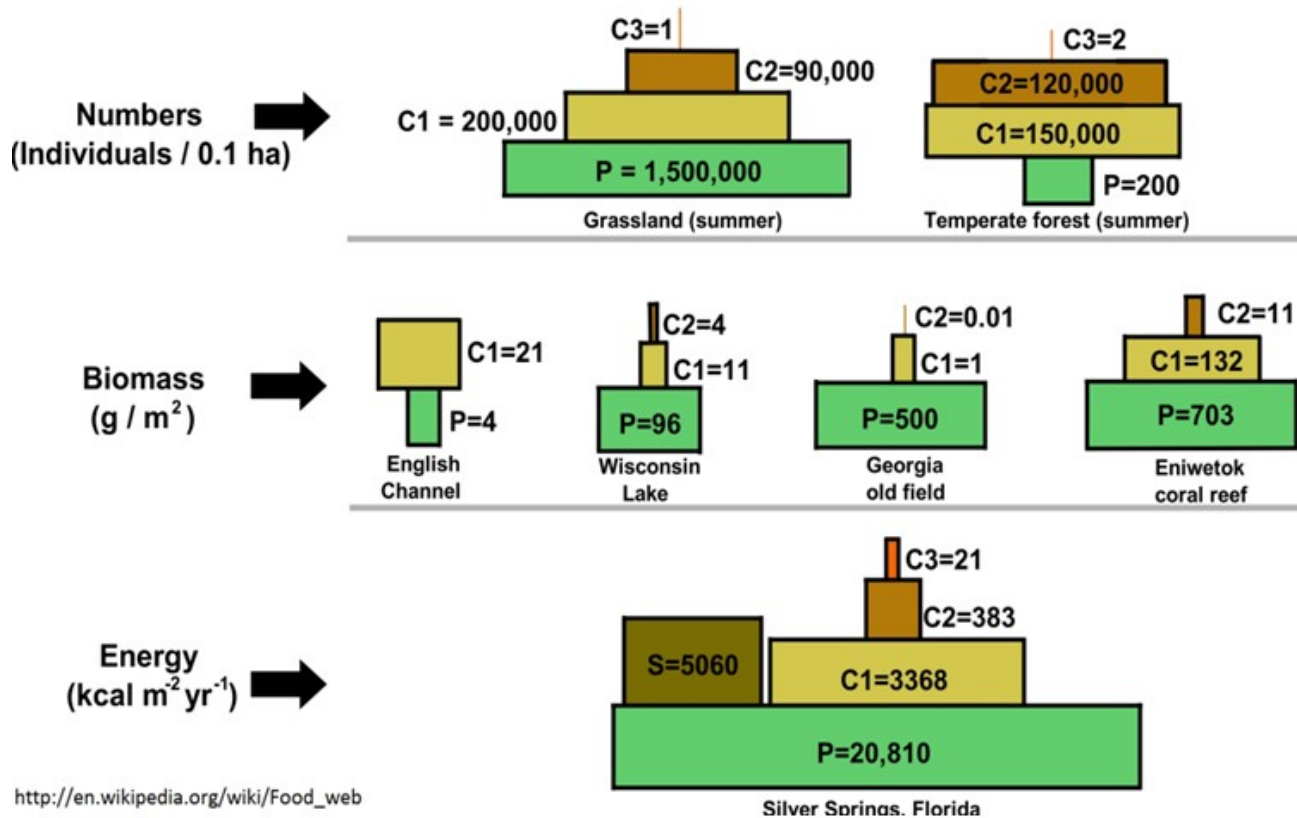 C3=1
C2=90,000
C1 = 200,000
P = 1,500,000
Grassland (summer)
C3=2
C2=120,000
C1=150,000
P=200
Temperate forest (summer)
Numbers
(Individuals / 0.1 ha)
Biomass
(g / m²)
C1=21
P=4
English
Channel
C2=4
C1=11
P=96
Wisconsin
Lake
C2=0.01
C1=1
P=500
Georgia
old field
C2=11
C1=132
P=703
Eniwetok
coral reef
Energy
(kcal m⁻² yr⁻¹)
C3=21
C2=383
S=5060
C1=3368
P=20,810
Silver Springs, Florida
http://en.wikipedia.org/wiki/Food_web